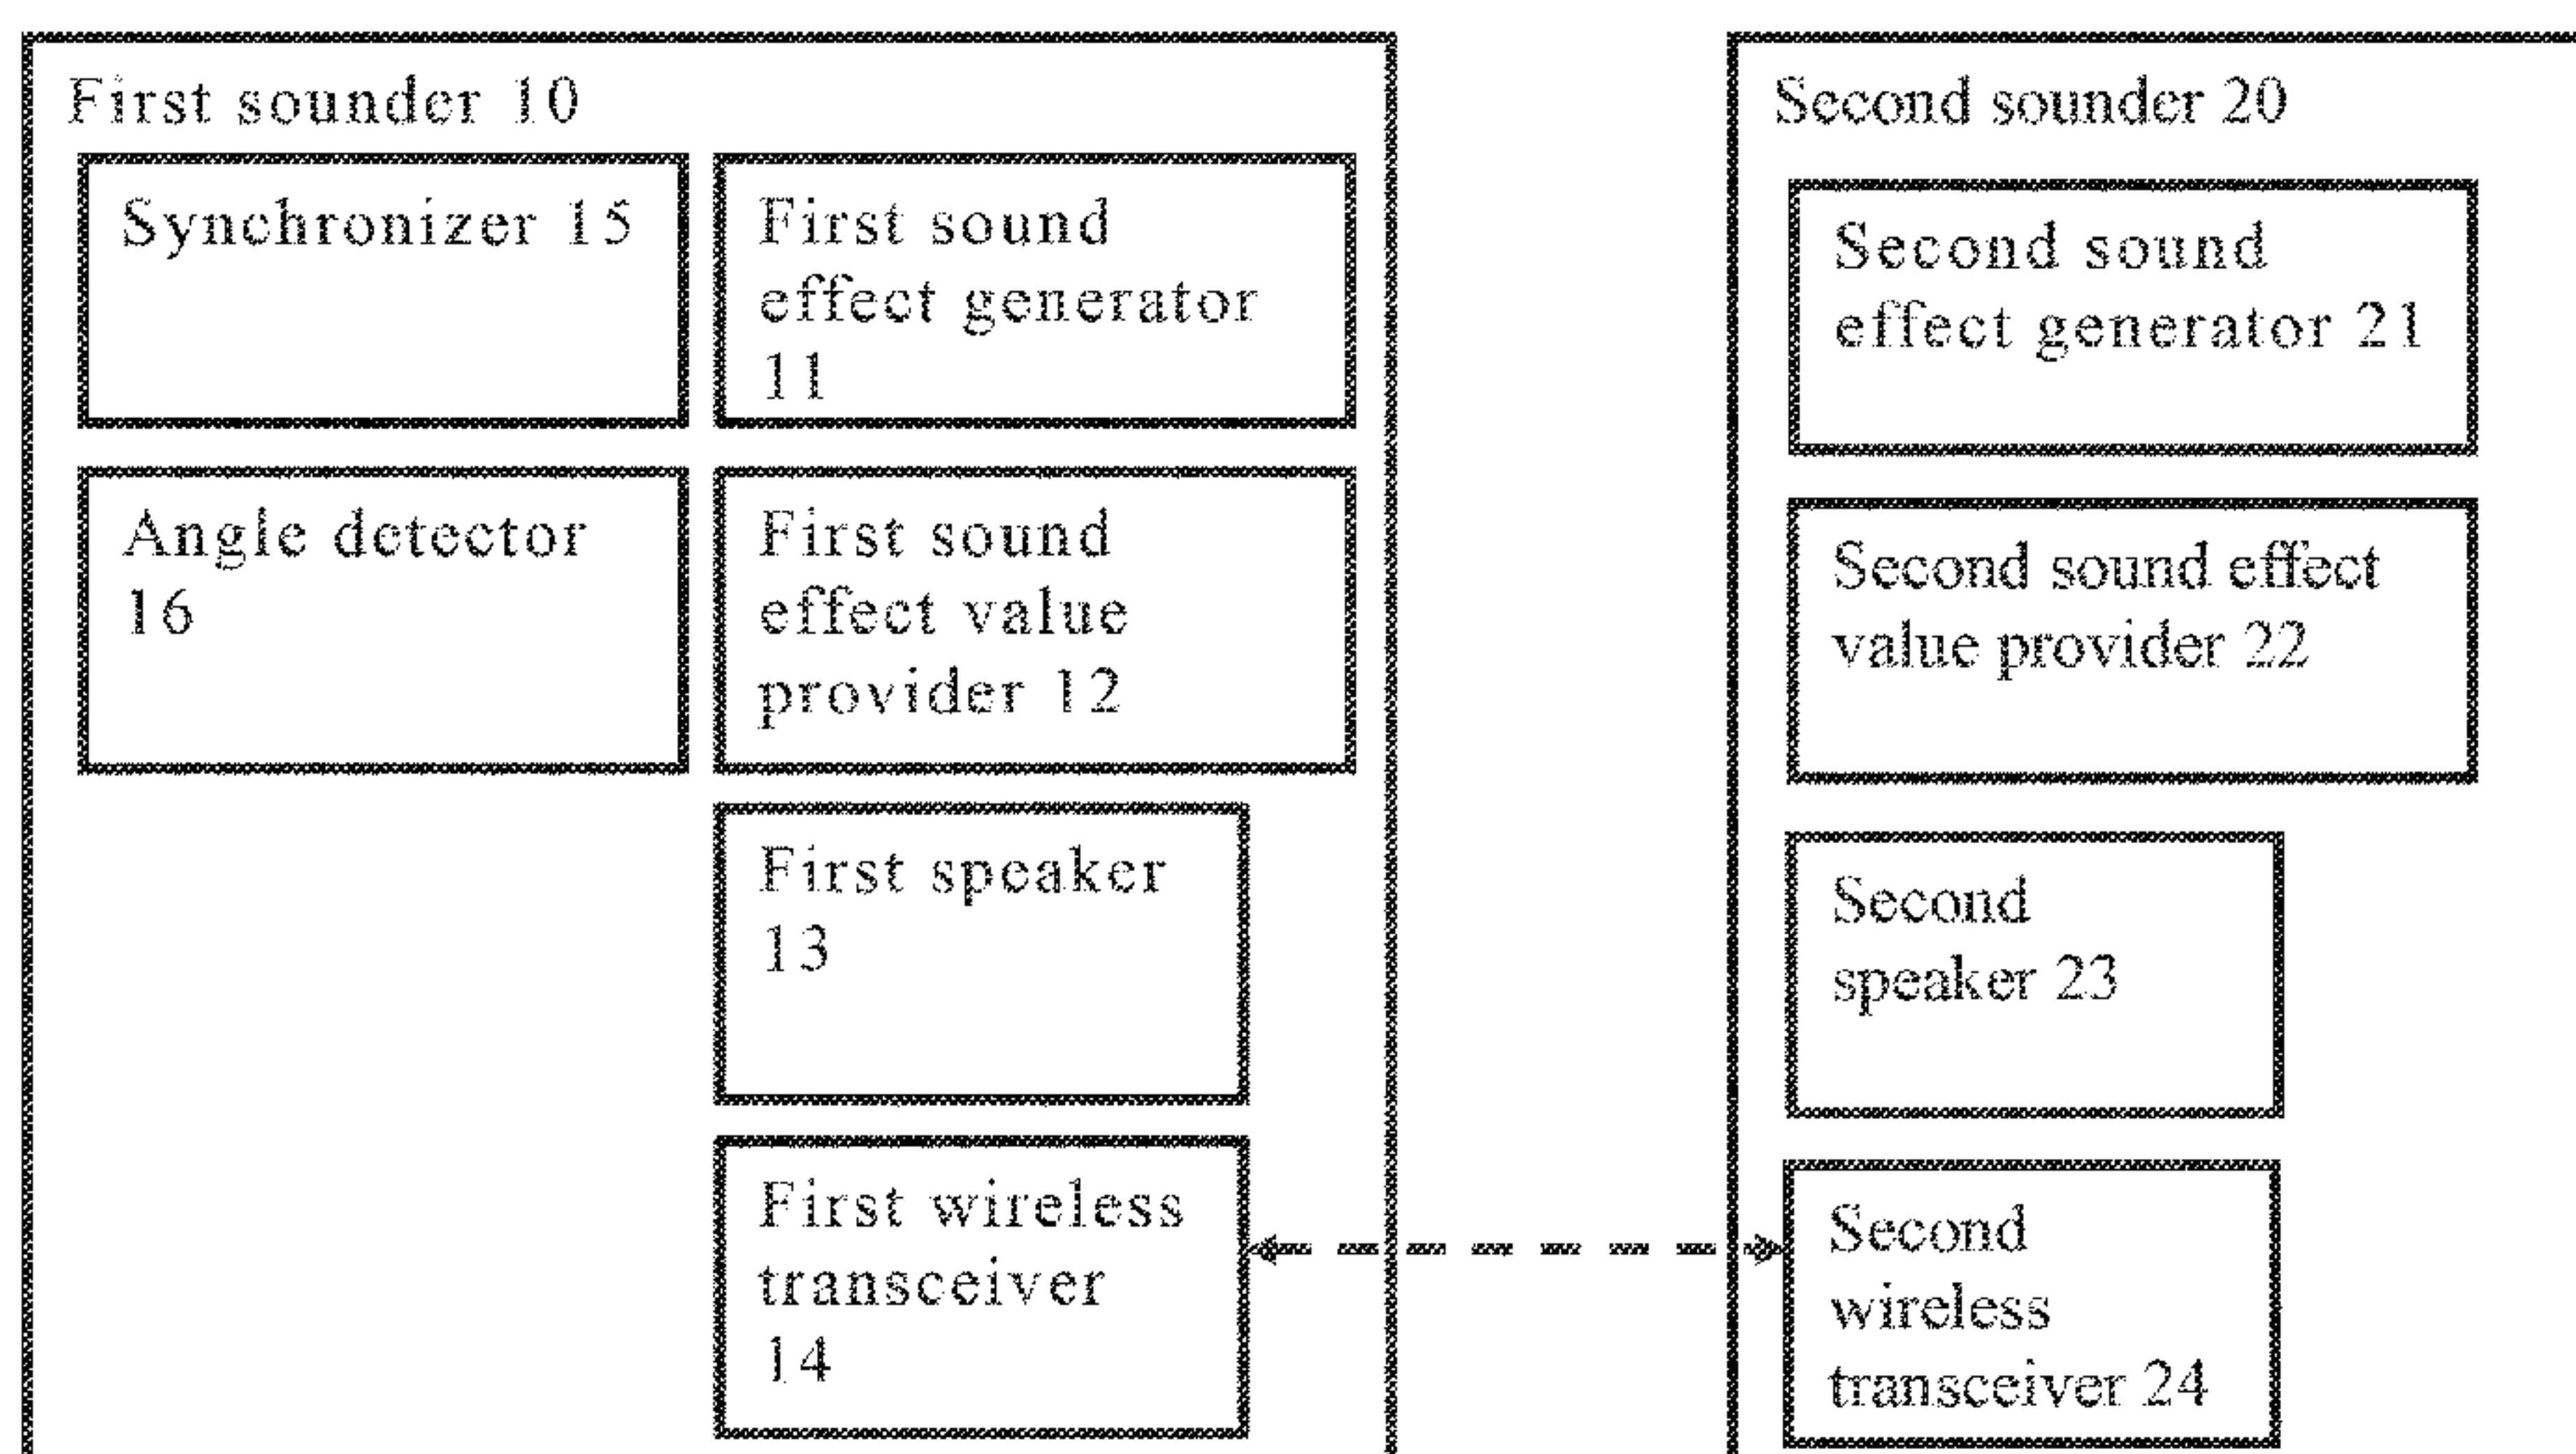 First sounder 10
Synchronizer 15
First sound
effect generator
11
Angle detector
16
First sound
effect value
provider 12
First speaker
13
First wireless
transceiver
14
Second sounder 20
Second sound
effect generator 21
Second sound effect
value provider 22
Second
speaker 23
Second
wireless
transceiver 24